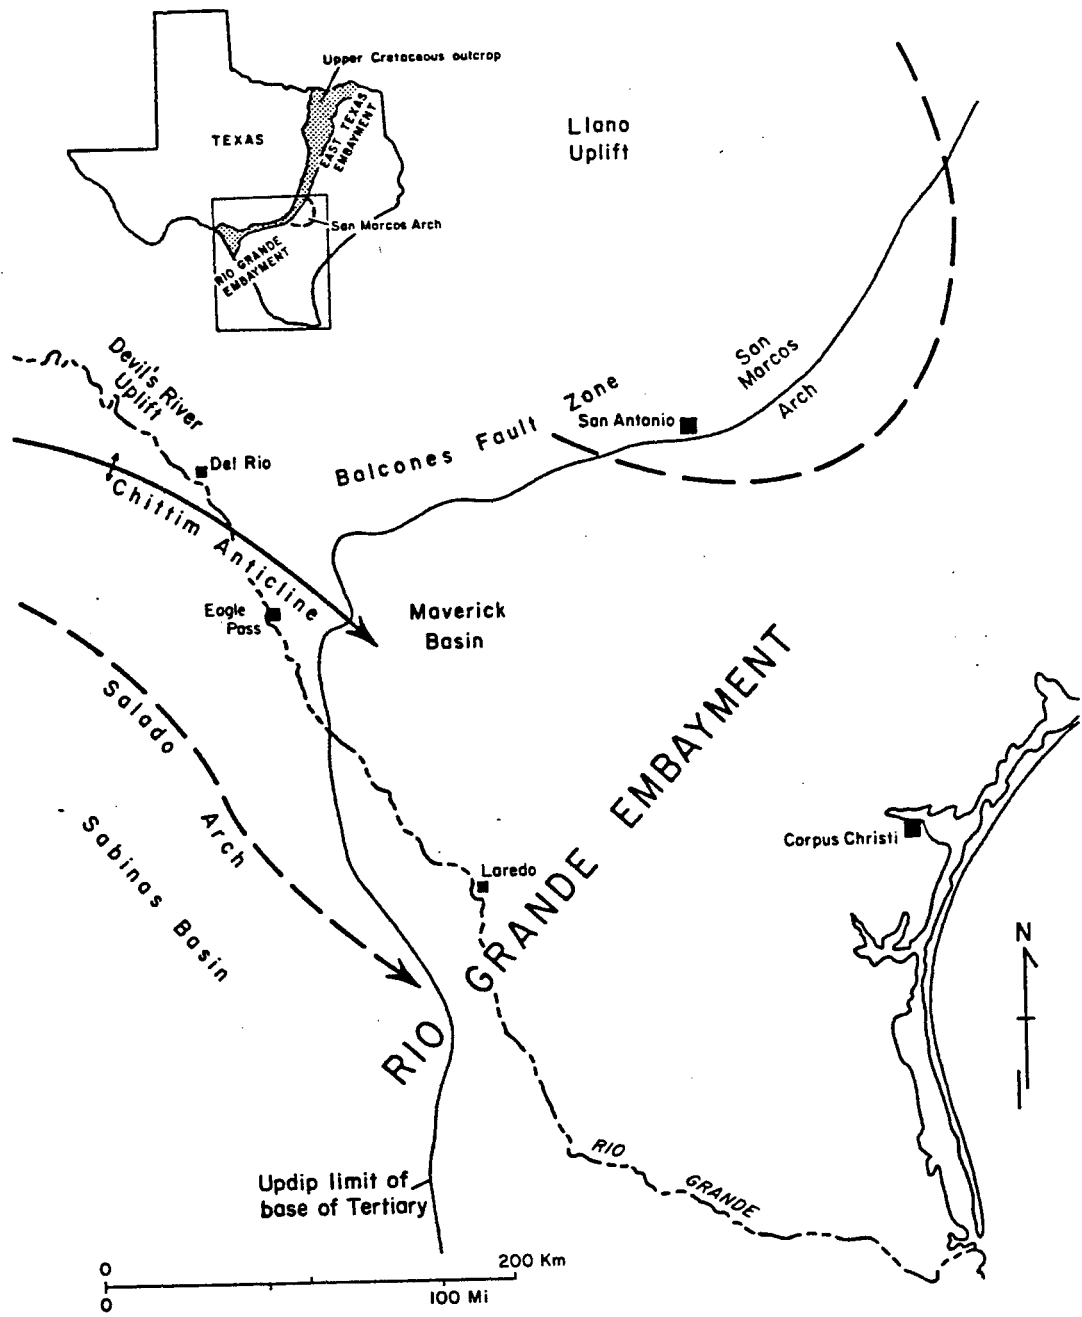 Upper Cretaceous outcrop
TEXAS
EAST TEXAS
EMBAYMENT
San Marcos Arch
RIO GRANDE
EMBAYMENT
Llano
Uplift
Devil's River
Uplift
San
Marcos
Arch
Balcones Fault Zone
San Antonio
Del Rio
Chittim Anticline
Eagle
Pass
Maverick
Basin
Salado
Arch
Sabinas Basin
RIO GRANDE EMBAYMENT
Corpus Christi
Laredo
N
RIO
GRANDE
Updip limit of
base of Tertiary
0 200 Km
0 100 Mi